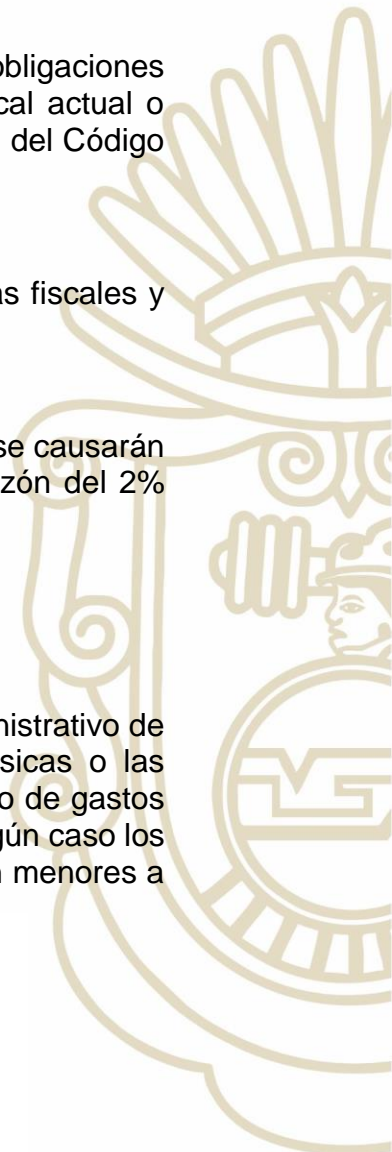 obligaciones
cal actual o
del Código
as fiscales y
se causarán
zón del 2%
nistrativo de
sicas o las
o de gastos
gún caso los
n menores a